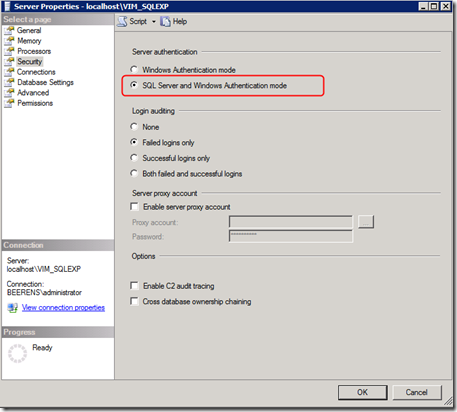 Server Properties - localhost\VIM_SQLEXP
Select a page
General
Memory
Processors
Security
Connections
Database Settings
Advanced
Permissions
Connection
Server:
localhost\VIM_SQLEXP
Connection:
BEERENS\administrator
View connection properties
Progress
Ready
Script
Help
Server authentication
Windows Authentication mode
SQL Server and Windows Authentication mode
Login auditing
None
Failed logins only
Successful logins only
Both failed and successful logins
Server proxy account
Enable server proxy account
Proxy account:
Password:
Options
Enable C2 audit tracing
Cross database ownership chaining
OK
Cancel